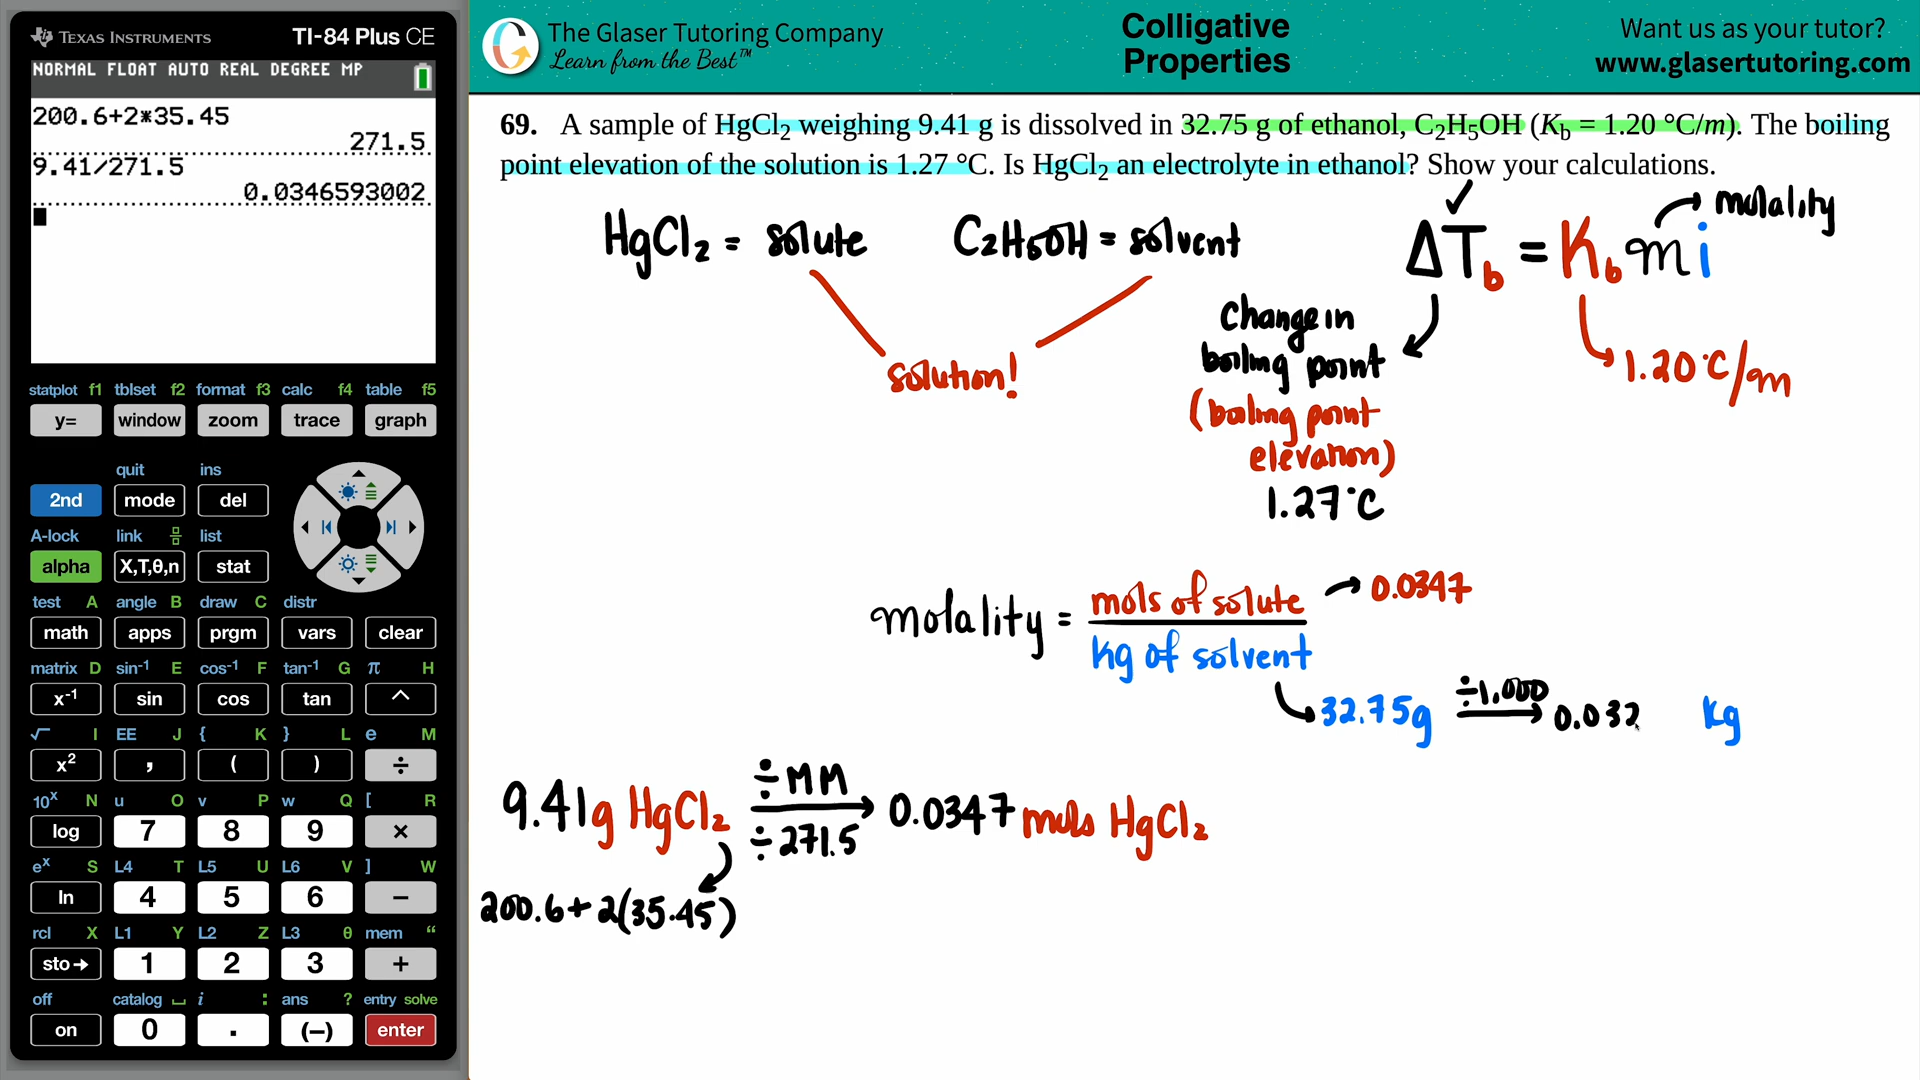 TEXAS INSTRUMENTS TI-84 Plus CE
NORMAL FLOAT AUTO REAL DEGREE MP
200.6+2*35.45
271.5
9.41/271.5
0.0346593002
statplot f1 tblset f2 format f3 calc f4 table f5
y= window zoom trace graph
quit ins
2nd mode del
A-lock link list
alpha X,T,θ,n stat
test A angle B draw C distr
math apps prgm vars clear
matrix D sin⁻¹ E cos⁻¹ F tan⁻¹ G π H
x⁻¹ sin cos tan ^
√ I EE J { K } L e M
x² , ( ) ÷
10ˣ N u O v P w Q [ R
log 7 8 9 ×
eˣ S L4 T L5 U L6 V ] W
ln 4 5 6 −
rcl X L1 Y L2 Z L3 θ mem "
sto→ 1 2 3 +
off catalog ⎵ i : ans ? entry solve
on 0 . (−) enter
The Glaser Tutoring Company
Learn from the Best™
Colligative
Properties
Want us as your tutor?
www.glasertutoring.com
69. A sample of HgCl₂ weighing 9.41 g is dissolved in 32.75 g of ethanol, C₂H₅OH (K_b = 1.20 °C/m). The boiling
point elevation of the solution is 1.27 °C. Is HgCl₂ an electrolyte in ethanol? Show your calculations.
HgCl₂ = solute C₂H₅OH = solvent
solution!
✓
ΔT_b = K_b m i → molality
Change in
boiling point
(boiling point
elevation)
1.27°C
1.20°C/m
molality = mols of solute → 0.0347
kg of solvent
32.75g ÷1,000 → 0.032 kg
9.41g HgCl₂ ÷MM → 0.0347 mols HgCl₂
÷271.5
200.6 + 2(35.45)